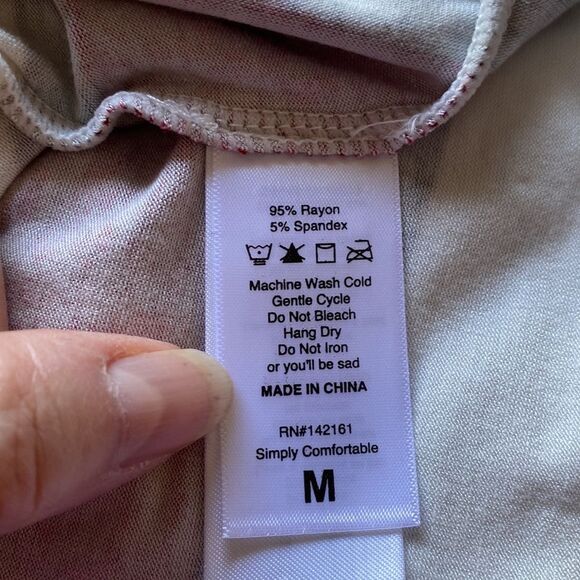 95% Rayon
5% Spandex
Machine Wash Cold
Gentle Cycle
Do Not Bleach
Hang Dry
Do Not Iron
or you'll be sad
MADE IN CHINA
RN#142161
Simply Comfortable
M